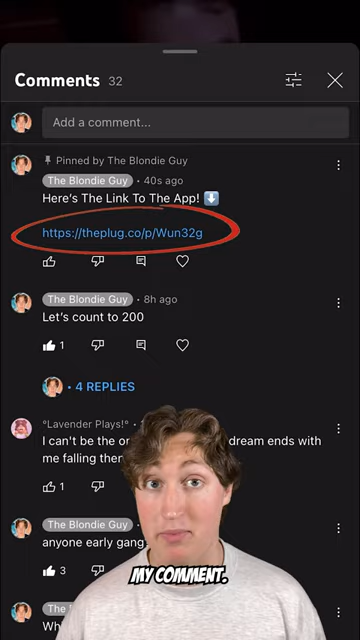 Comments 32
Add a comment...
Pinned by The Blondie Guy
The Blondie Guy • 40s ago
Here's The Link To The App! ⬇️
https://theplug.co/p/Wun32g
The Blondie Guy • 8h ago
Let's count to 200
1
• 4 REPLIES
°Lavender Plays!° •
I can't be the dream ends with
me falling
1
The Blondie Guy
anyone early gang
3
MY COMMENT.